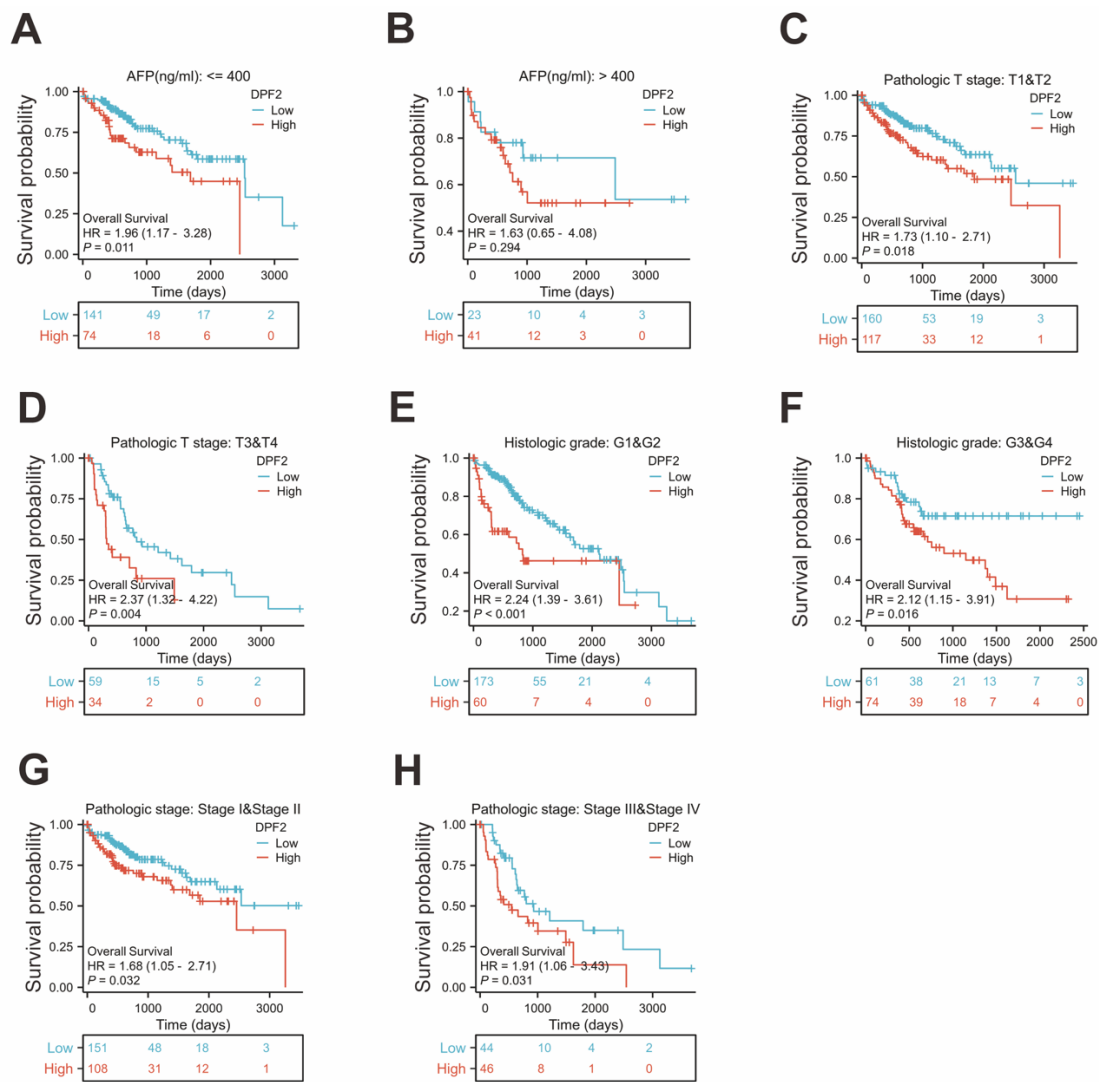 A
AFP(ng/ml): <= 400
DPF2
Low
High
Survival probability
1.00
0.75
0.50
0.25
0.00
Overall Survival
HR = 1.96 (1.17 - 3.28)
P = 0.011
0 1000 2000 3000
Time (days)
Low 141 49 17 2
High 74 18 6 0
B
AFP(ng/ml): > 400
DPF2
Low
High
Survival probability
1.0
0.8
0.6
0.4
Overall Survival
HR = 1.63 (0.65 - 4.08)
P = 0.294
0 1000 2000 3000
Time (days)
Low 23 10 4 3
High 41 12 3 0
C
Pathologic T stage: T1&T2
DPF2
Low
High
Survival probability
1.00
0.75
0.50
0.25
0.00
Overall Survival
HR = 1.73 (1.10 - 2.71)
P = 0.018
0 1000 2000 3000
Time (days)
Low 160 53 19 3
High 117 33 12 1
D
Pathologic T stage: T3&T4
DPF2
Low
High
Survival probability
1.00
0.75
0.50
0.25
0.00
Overall Survival
HR = 2.37 (1.32 - 4.22)
P = 0.004
0 1000 2000 3000
Time (days)
Low 59 15 5 2
High 34 2 0 0
E
Histologic grade: G1&G2
DPF2
Low
High
Survival probability
1.0
0.8
0.6
0.4
0.2
Overall Survival
HR = 2.24 (1.39 - 3.61)
P < 0.001
0 1000 2000 3000
Time (days)
Low 173 55 21 4
High 60 7 4 0
F
Histologic grade: G3&G4
DPF2
Low
High
Survival probability
1.0
0.8
0.6
0.4
0.2
Overall Survival
HR = 2.12 (1.15 - 3.91)
P = 0.016
0 500 1000 1500 2000 2500
Time (days)
Low 61 38 21 13 7 3
High 74 39 18 7 4 0
G
Pathologic stage: Stage I&Stage II
DPF2
Low
High
Survival probability
1.00
0.75
0.50
0.25
0.00
Overall Survival
HR = 1.68 (1.05 - 2.71)
P = 0.032
0 1000 2000 3000
Time (days)
Low 151 48 18 3
High 108 31 12 1
H
Pathologic stage: Stage III&Stage IV
DPF2
Low
High
Survival probability
1.00
0.75
0.50
0.25
0.00
Overall Survival
HR = 1.91 (1.06 - 3.43)
P = 0.031
0 1000 2000 3000
Time (days)
Low 44 10 4 2
High 46 8 1 0